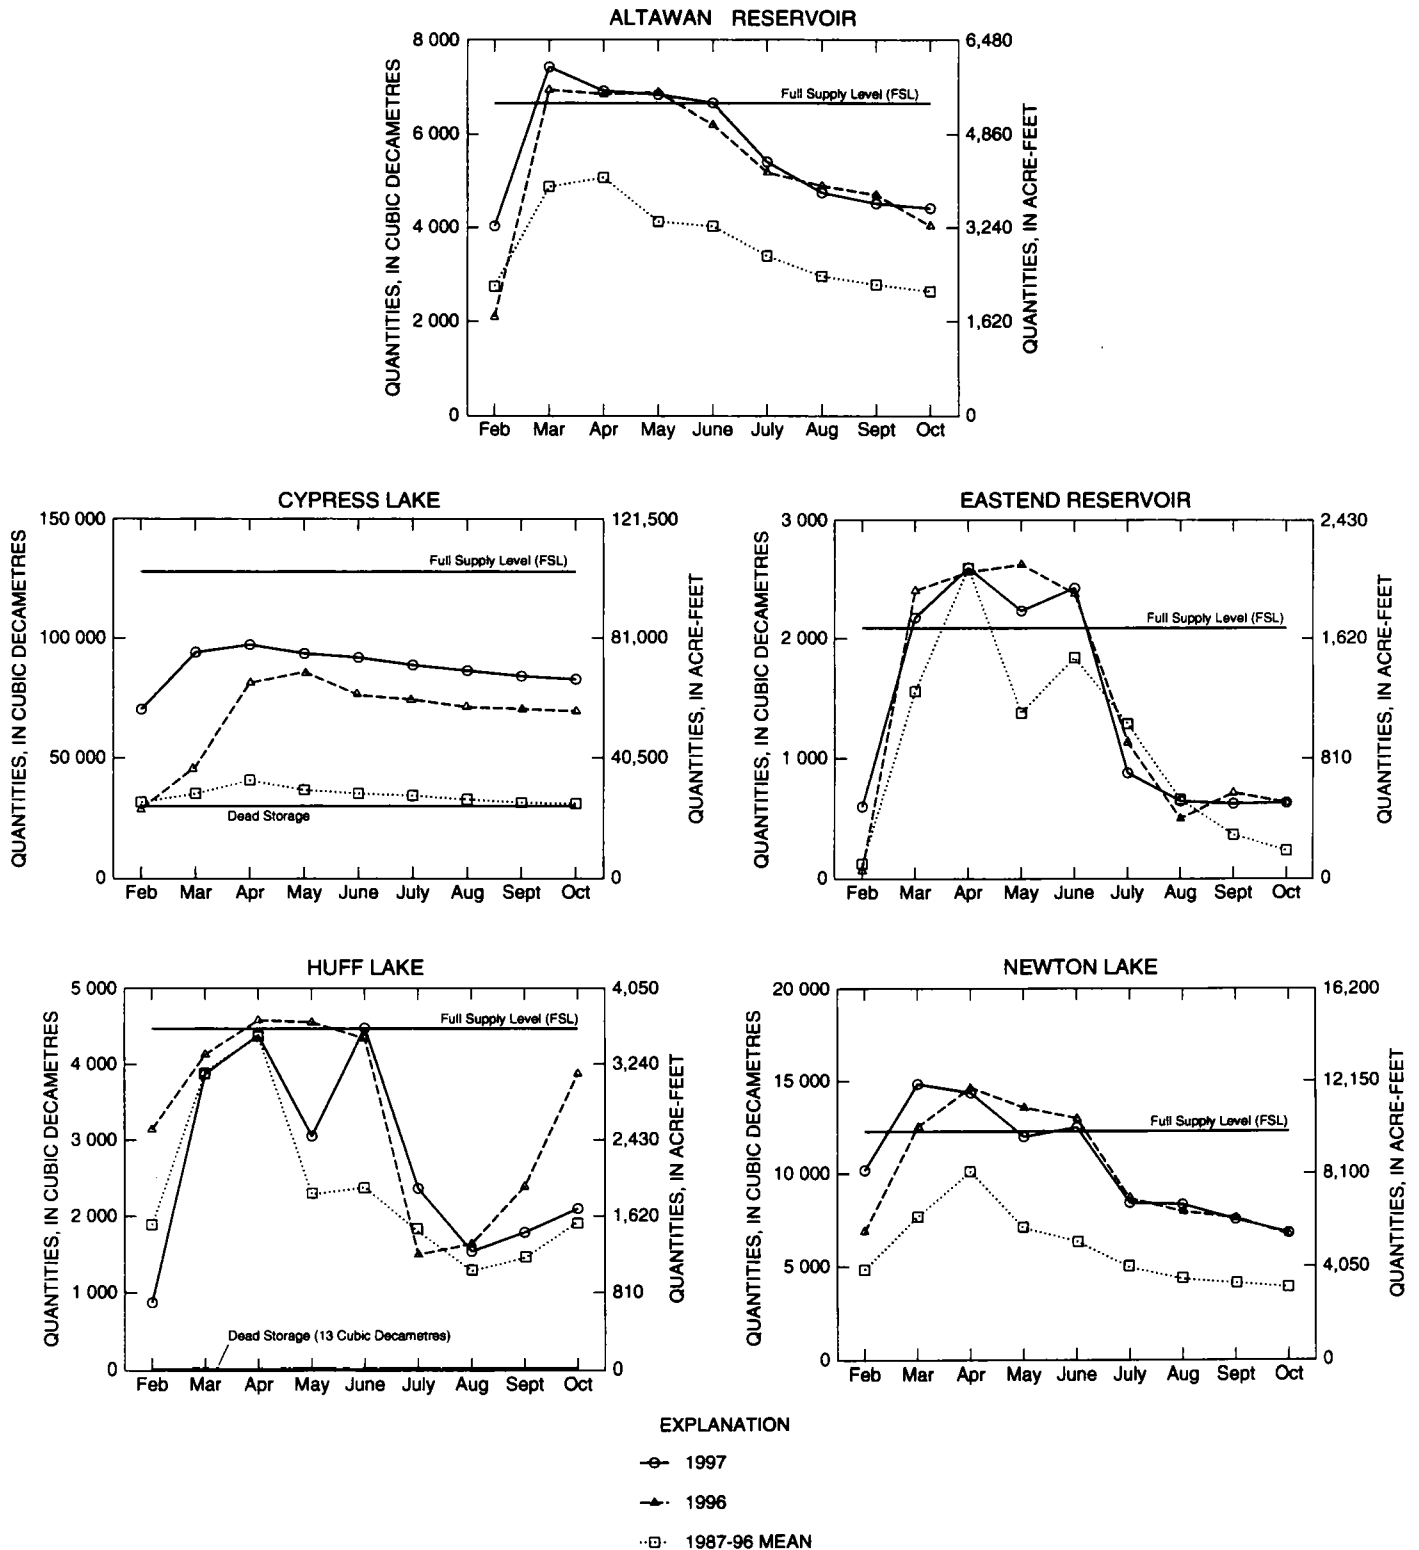 ALTAWAN RESERVOIR
QUANTITIES, IN CUBIC DECAMETRES
8 000
6 000
4 000
2 000
0
Full Supply Level (FSL)
6,480
4,860
3,240
1,620
0
QUANTITIES, IN ACRE-FEET
Feb Mar Apr May June July Aug Sept Oct
CYPRESS LAKE
QUANTITIES, IN CUBIC DECAMETRES
150 000
100 000
50 000
0
Full Supply Level (FSL)
Dead Storage
121,500
81,000
40,500
0
QUANTITIES, IN ACRE-FEET
Feb Mar Apr May June July Aug Sept Oct
EASTEND RESERVOIR
QUANTITIES, IN CUBIC DECAMETRES
3 000
2 000
1 000
0
Full Supply Level (FSL)
2,430
1,620
810
0
QUANTITIES, IN ACRE-FEET
Feb Mar Apr May June July Aug Sept Oct
HUFF LAKE
QUANTITIES, IN CUBIC DECAMETRES
5 000
4 000
3 000
2 000
1 000
0
Full Supply Level (FSL)
Dead Storage (13 Cubic Decametres)
4,050
3,240
2,430
1,620
810
0
QUANTITIES, IN ACRE-FEET
Feb Mar Apr May June July Aug Sept Oct
NEWTON LAKE
QUANTITIES, IN CUBIC DECAMETRES
20 000
15 000
10 000
5 000
0
Full Supply Level (FSL)
16,200
12,150
8,100
4,050
0
QUANTITIES, IN ACRE-FEET
Feb Mar Apr May June July Aug Sept Oct
EXPLANATION
1997
1996
1987-96 MEAN